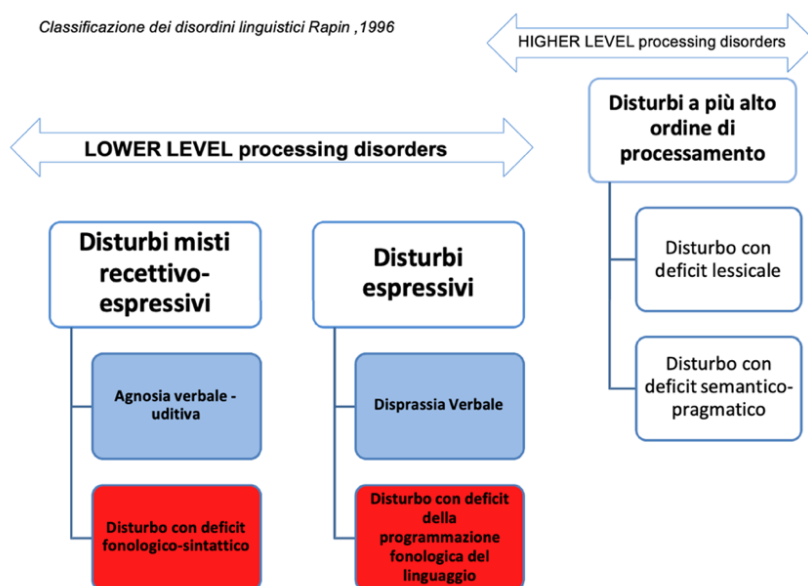 Classificazione dei disordini linguistici Rapin ,1996
HIGHER LEVEL processing disorders
LOWER LEVEL processing disorders
Disturbi a più alto
ordine di
processamento
Disturbi misti
recettivo-
espressivi
Disturbi
espressivi
Disturbo con
deficit lessicale
Agnosia verbale -
uditiva
Disprassia Verbale
Disturbo con
deficit semantico-
pragmatico
Disturbo con deficit
fonologico-sintattico
Disturbo con deficit
della
programmazione
fonologica del
linguaggio